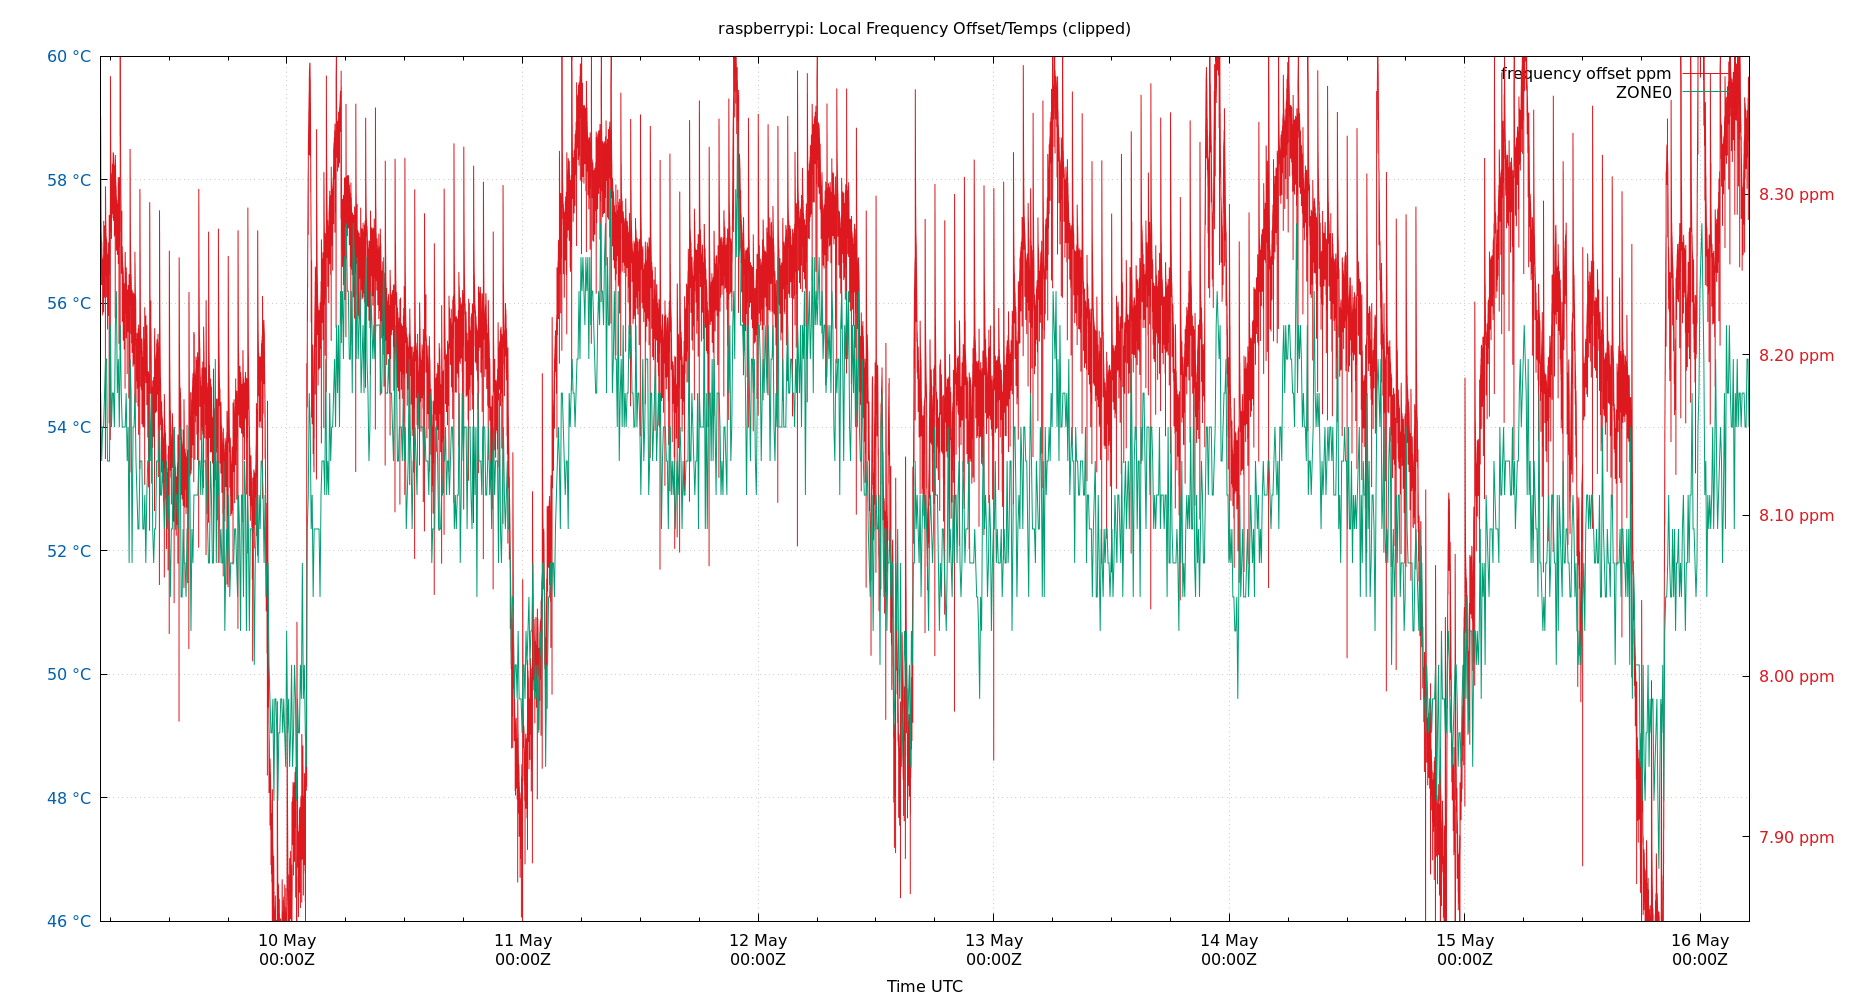 raspberrypi: Local Frequency Offset/Temps (clipped)
60 °C
58 °C
56 °C
54 °C
52 °C
50 °C
48 °C
46 °C
frequency offset ppm
ZONE0
8.30 ppm
8.20 ppm
8.10 ppm
8.00 ppm
7.90 ppm
10 May
00:00Z
11 May
00:00Z
12 May
00:00Z
13 May
00:00Z
14 May
00:00Z
15 May
00:00Z
16 May
00:00Z
Time UTC